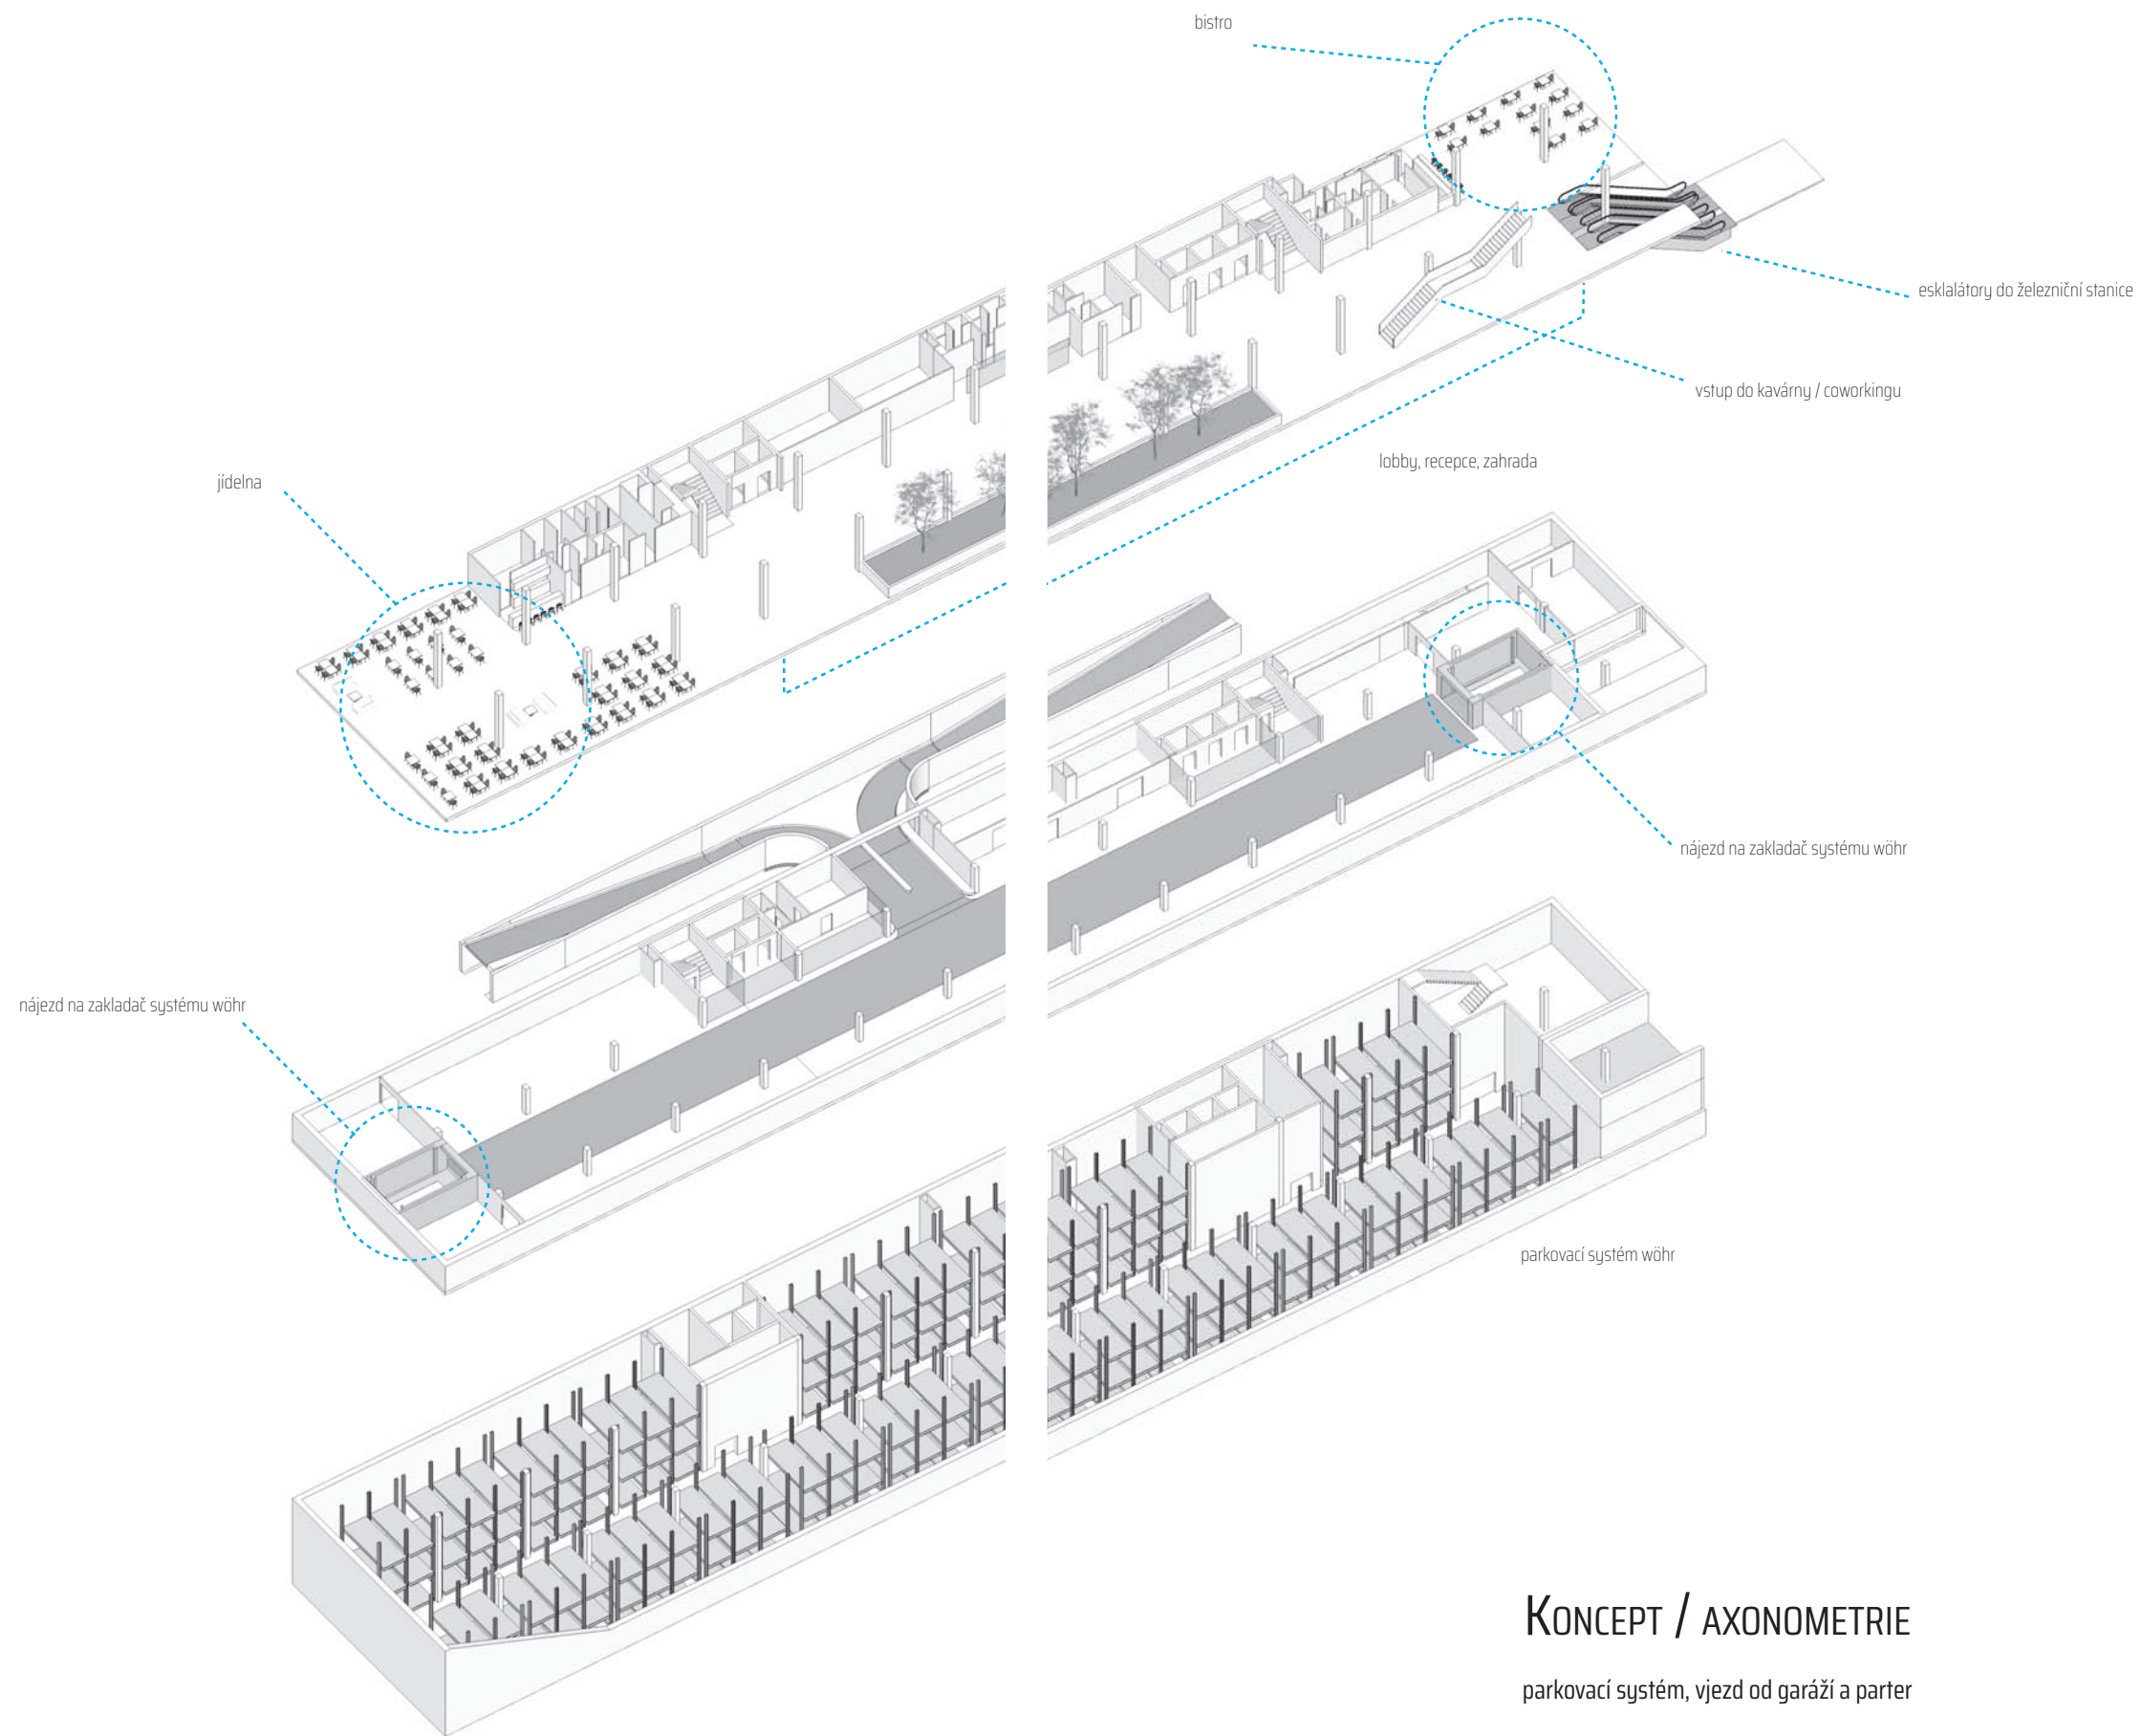 bistro
esklalátory do železniční stanice
vstup do kavárny / coworkingu
lobby, recepce, zahrada
jídelna
nájezd na zakladač systému wöhr
nájezd na zakladač systému wöhr
parkovací systém wöhr
Koncept / axonometrie
parkovací systém, vjezd od garáží a parter